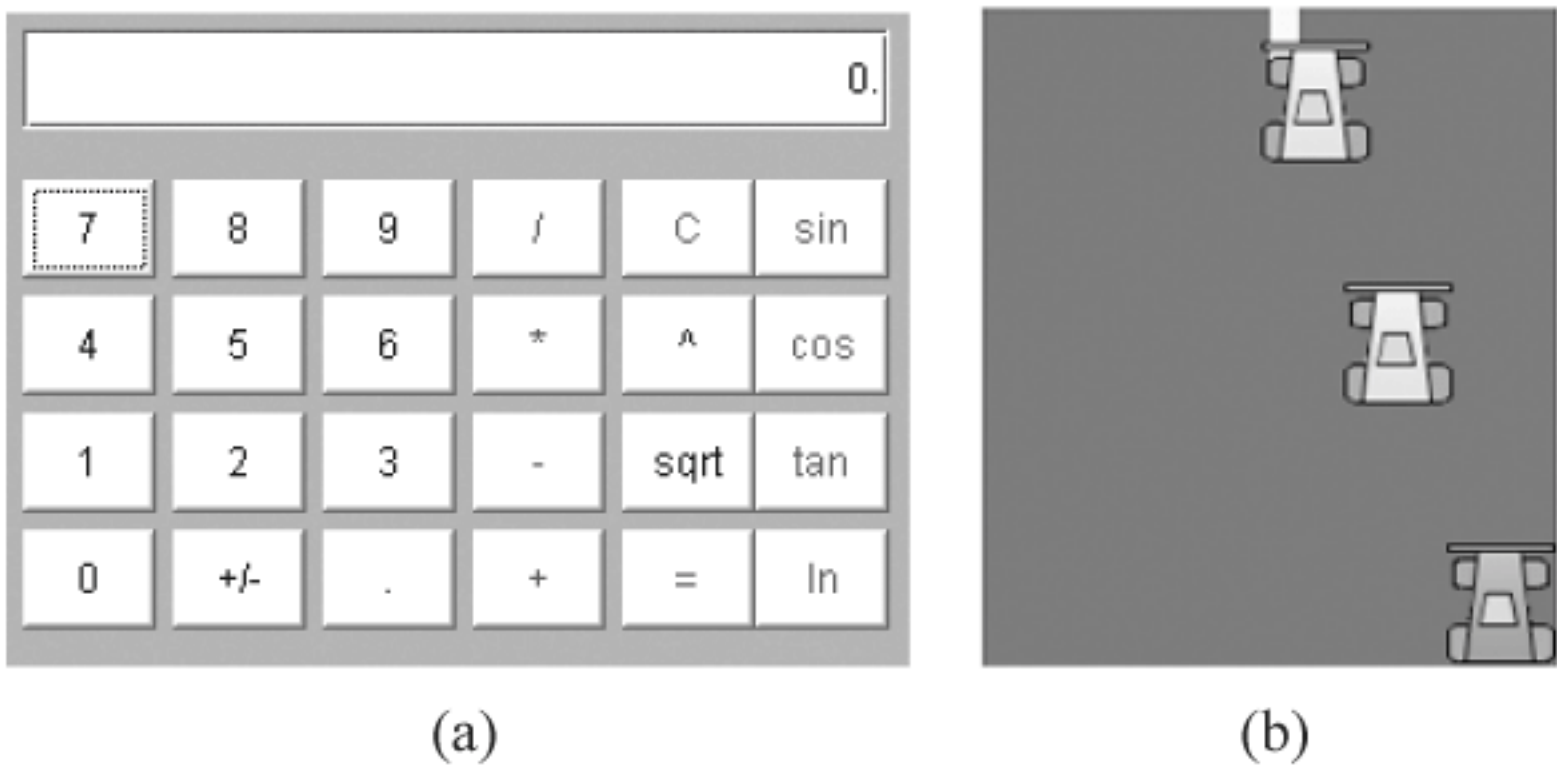 0.
7 8 9 / C sin
4 5 6 * ^ cos
1 2 3 - sqrt tan
0 +/- . + = ln
(a) (b)